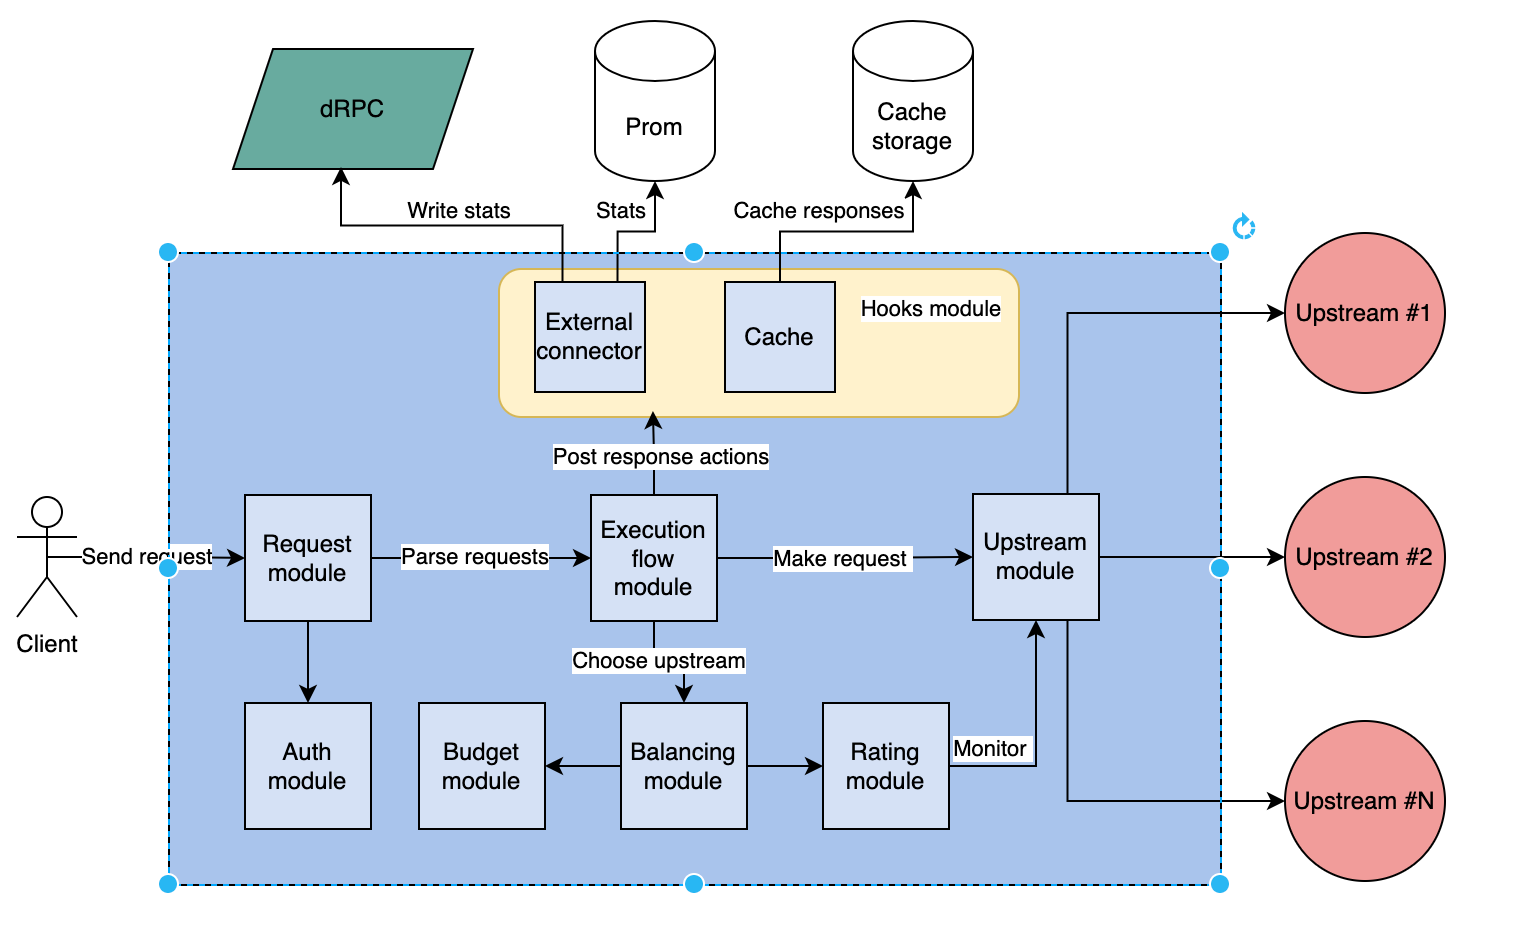 dRPC
Prom
Cache
storage
Write stats
Stats
Cache responses
External
connector
Cache
Hooks module
Upstream #1
Post response actions
Client
Send request
Request
module
Parse requests
Execution
flow
module
Make request
Upstream
module
Upstream #2
Choose upstream
Auth
module
Budget
module
Balancing
module
Rating
module
Monitor
Upstream #N